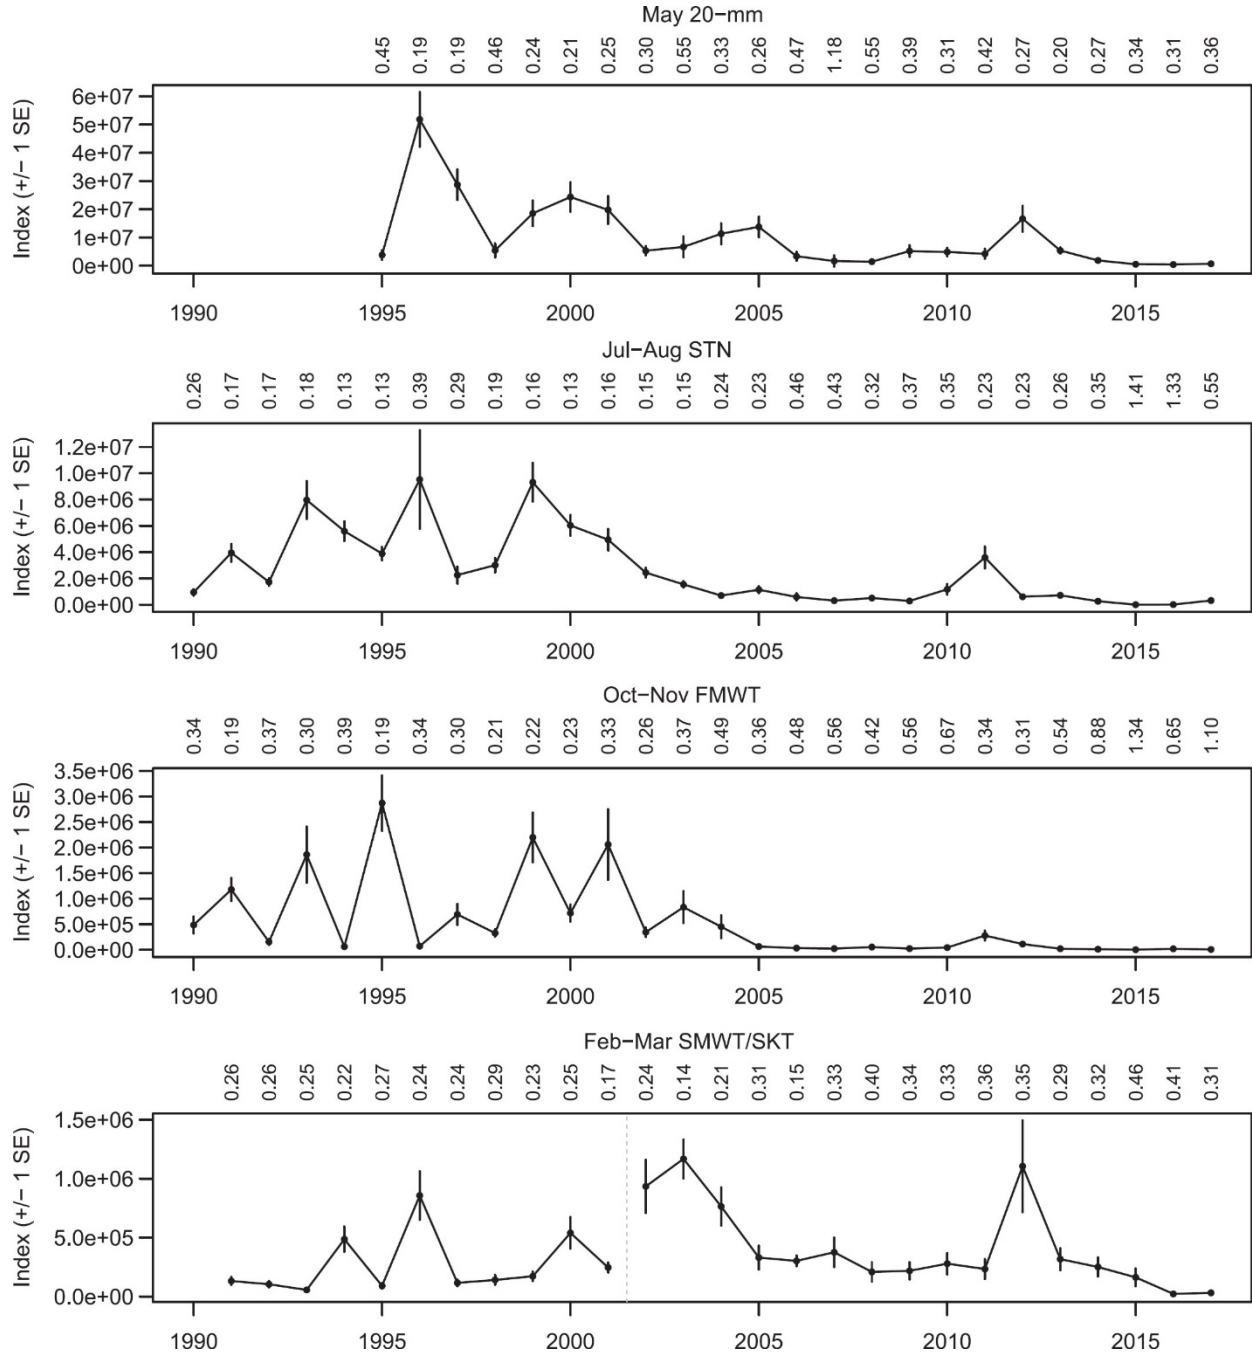 May 20−mm
0.45 0.19 0.19 0.46 0.24 0.21 0.25 0.30 0.55 0.33 0.26 0.47 1.18 0.55 0.39 0.31 0.42 0.27 0.20 0.27 0.34 0.31 0.36
Index (+/− 1 SE)
6e+07
5e+07
4e+07
3e+07
2e+07
1e+07
0e+00
1990 1995 2000 2005 2010 2015
Jul−Aug STN
0.26 0.17 0.17 0.18 0.13 0.13 0.39 0.29 0.19 0.16 0.13 0.16 0.15 0.15 0.24 0.23 0.46 0.43 0.32 0.37 0.35 0.23 0.23 0.26 0.35 1.41 1.33 0.55
Index (+/− 1 SE)
1.2e+07
1.0e+07
8.0e+06
6.0e+06
4.0e+06
2.0e+06
0.0e+00
1990 1995 2000 2005 2010 2015
Oct−Nov FMWT
0.34 0.19 0.37 0.30 0.39 0.19 0.34 0.30 0.21 0.22 0.23 0.33 0.26 0.37 0.49 0.36 0.48 0.56 0.42 0.56 0.67 0.34 0.31 0.54 0.88 1.34 0.65 1.10
Index (+/− 1 SE)
3.5e+06
3.0e+06
2.5e+06
2.0e+06
1.5e+06
1.0e+06
5.0e+05
0.0e+00
1990 1995 2000 2005 2010 2015
Feb−Mar SMWT/SKT
0.26 0.26 0.25 0.22 0.27 0.24 0.24 0.29 0.23 0.25 0.17 0.24 0.14 0.21 0.31 0.15 0.33 0.40 0.34 0.33 0.36 0.35 0.29 0.32 0.46 0.41 0.31
Index (+/− 1 SE)
1.5e+06
1.0e+06
5.0e+05
0.0e+00
1990 1995 2000 2005 2010 2015